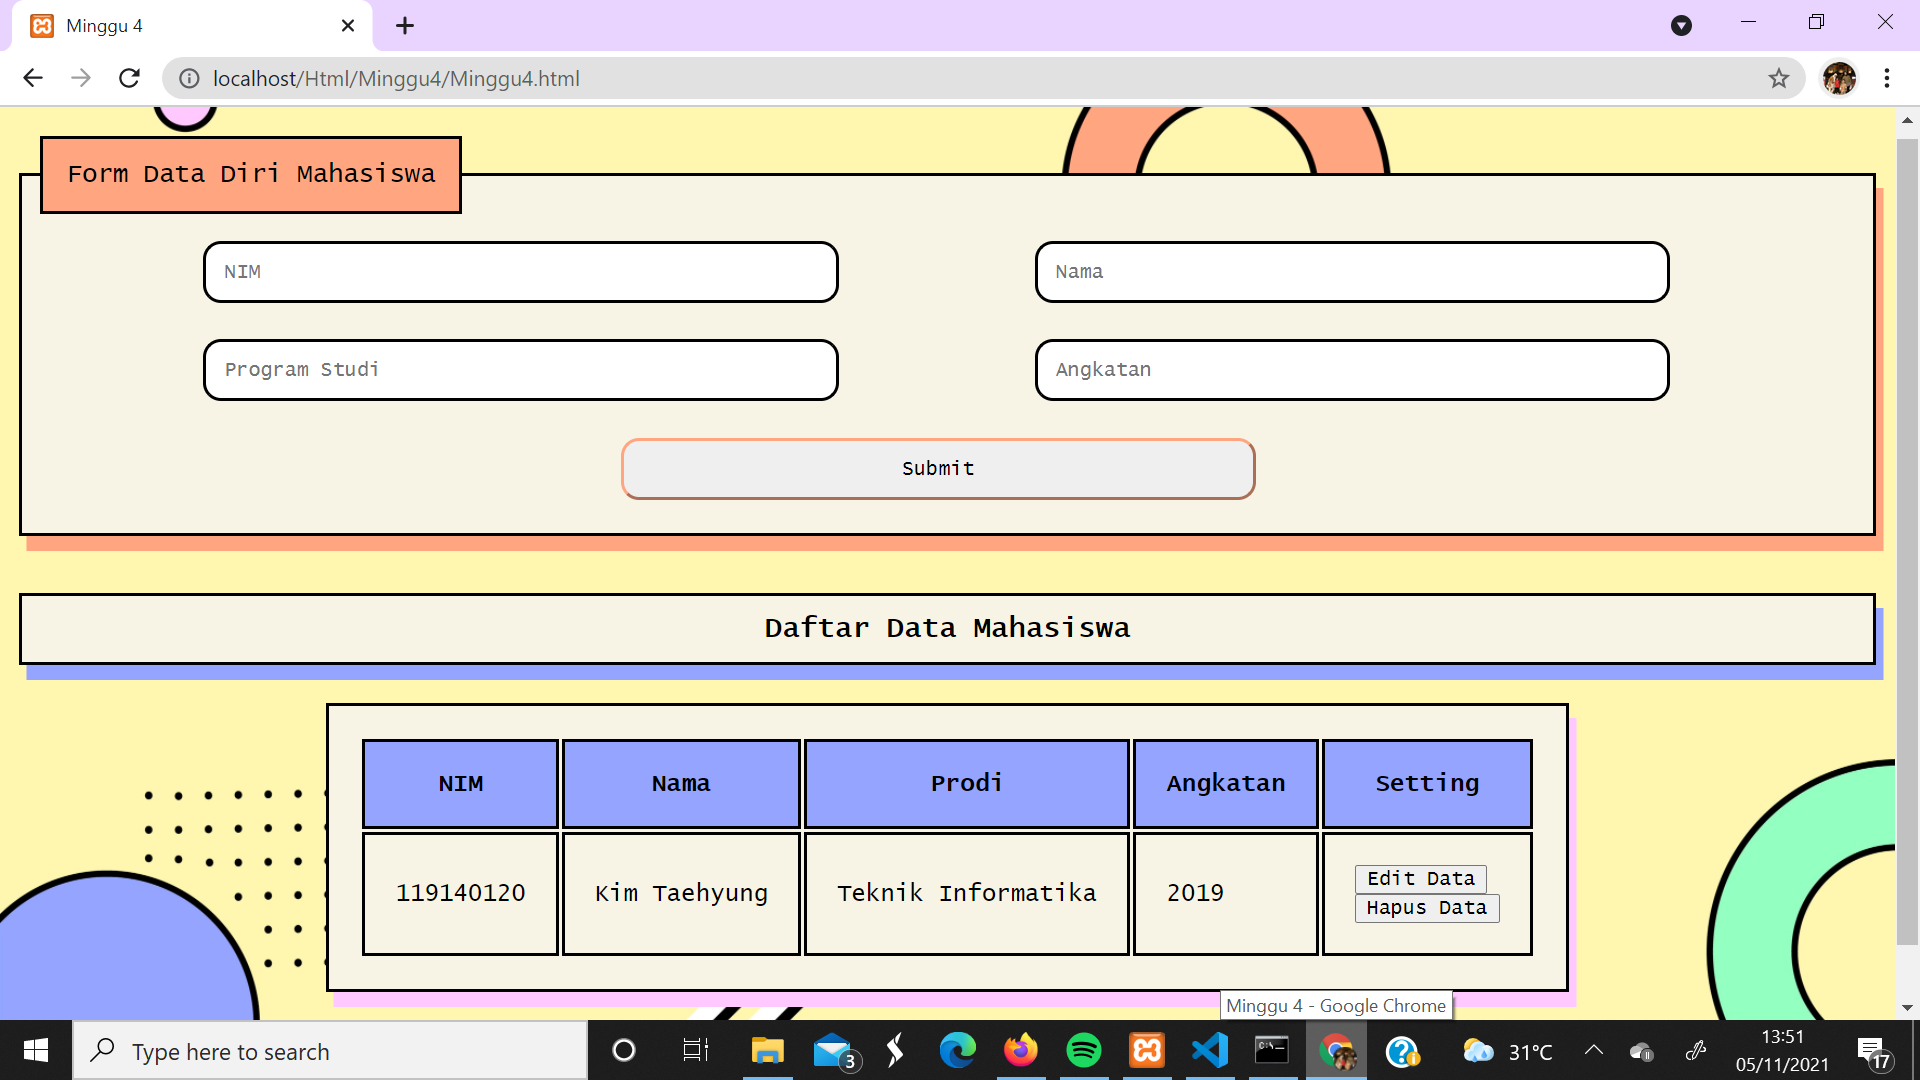 Minggu 4
localhost/Html/Minggu4/Minggu4.html
Form Data Diri Mahasiswa
NIM
Nama
Program Studi
Angkatan
Submit
Daftar Data Mahasiswa
NIM Nama Prodi Angkatan Setting
119140120 Kim Taehyung Teknik Informatika 2019 Edit Data
Hapus Data
Minggu 4 - Google Chrome
Type here to search
3
31°C
13:51
05/11/2021
17